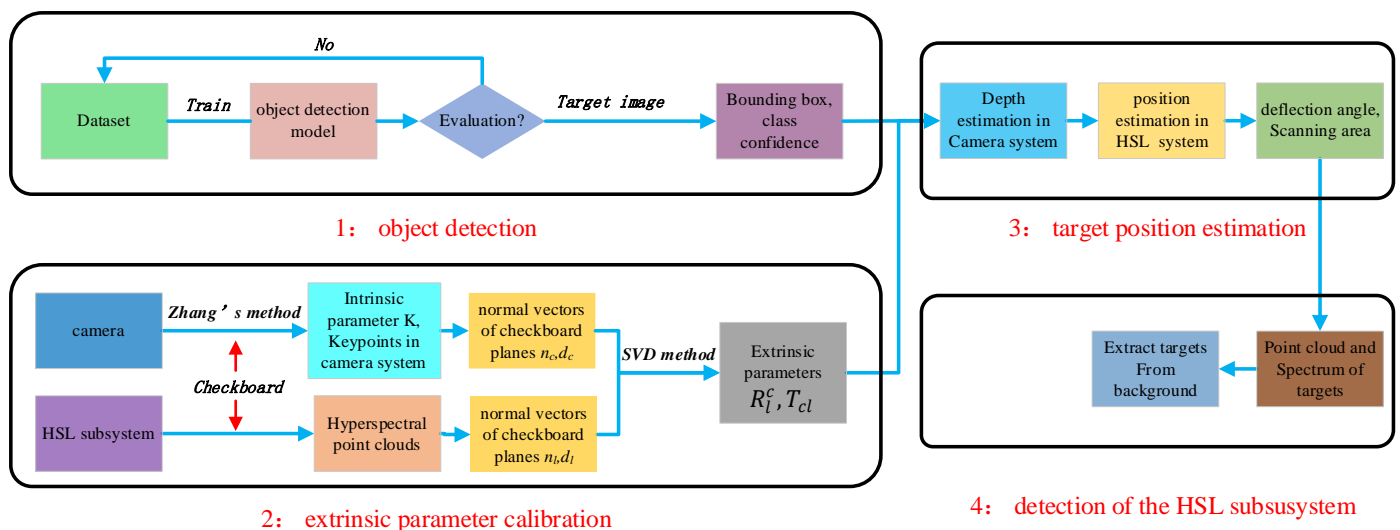 No
Dataset
Train
object detection
model
Evaluation?
Target image
Bounding box,
class
confidence
1： object detection
camera
Zhang’s method
Intrinsic
parameter K,
Keypoints in
camera system
normal vectors
of checkboard
planes n_c,d_c
Checkboard
HSL subsystem
Hyperspectral
point clouds
normal vectors
of checkboard
planes n_l,d_l
SVD method
Extrinsic
parameters
R_l^c, T_cl
2： extrinsic parameter calibration
Depth
estimation in
Camera system
position
estimation in
HSL system
deflection angle,
Scanning area
3： target position estimation
Extract targets
From
background
Point cloud and
Spectrum of
targets
4： detection of the HSL subsusystem